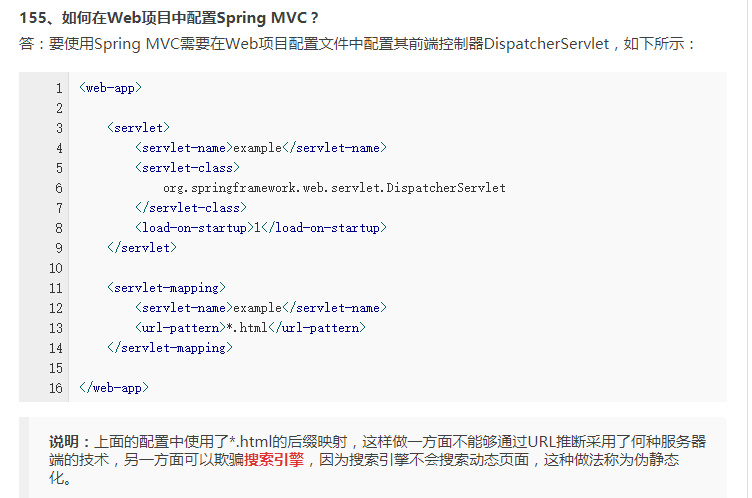 155、如何在Web项目中配置Spring MVC？
答：要使用Spring MVC需要在Web项目配置文件中配置其前端控制器DispatcherServlet，如下所示：
1 <web-app>
2
3 <servlet>
4 <servlet-name>example</servlet-name>
5 <servlet-class>
6 org.springframework.web.servlet.DispatcherServlet
7 </servlet-class>
8 <load-on-startup>1</load-on-startup>
9 </servlet>
10
11 <servlet-mapping>
12 <servlet-name>example</servlet-name>
13 <url-pattern>*.html</url-pattern>
14 </servlet-mapping>
15
16 </web-app>
说明：上面的配置中使用了*.html的后缀映射，这样做一方面不能够通过URL推断采用了何种服务器
端的技术，另一方面可以欺骗搜索引擎，因为搜索引擎不会搜索动态页面，这种做法称为伪静态
化。